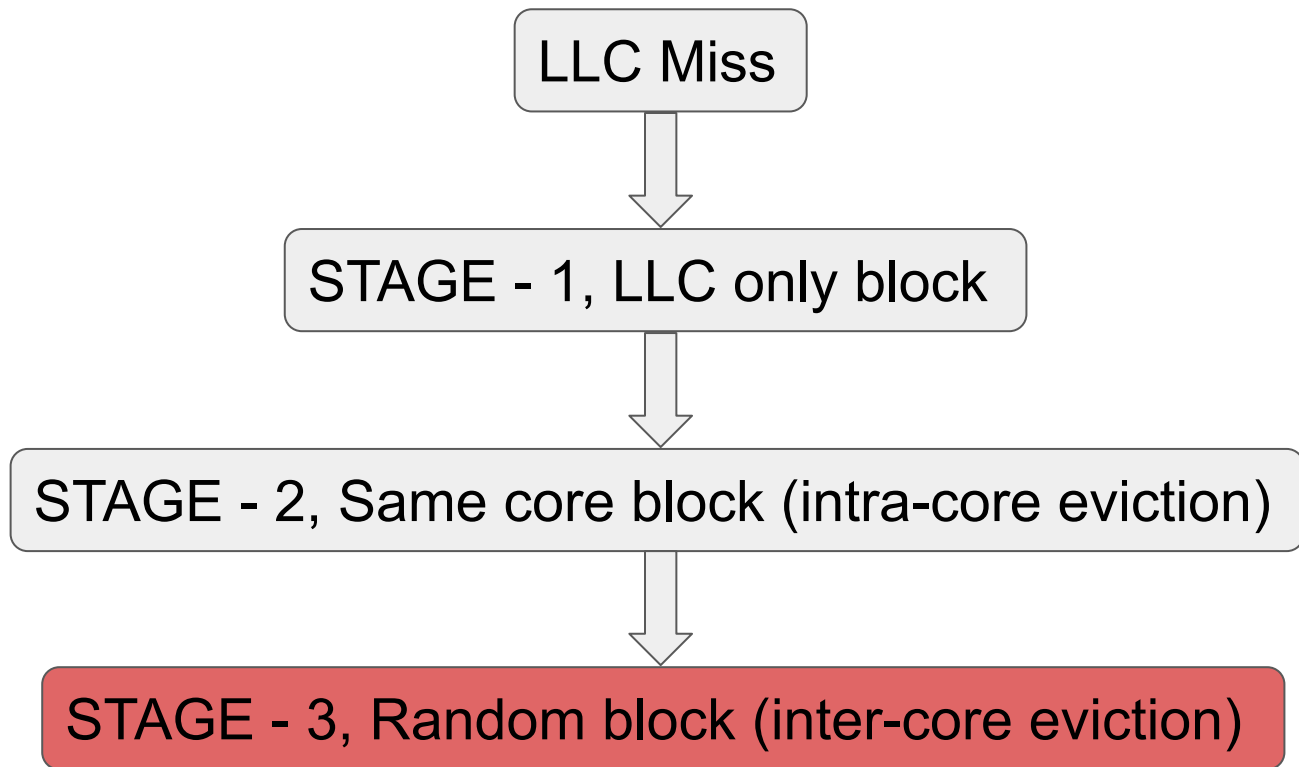 LLC Miss
STAGE - 1, LLC only block
STAGE - 2, Same core block (intra-core eviction)
STAGE - 3, Random block (inter-core eviction)